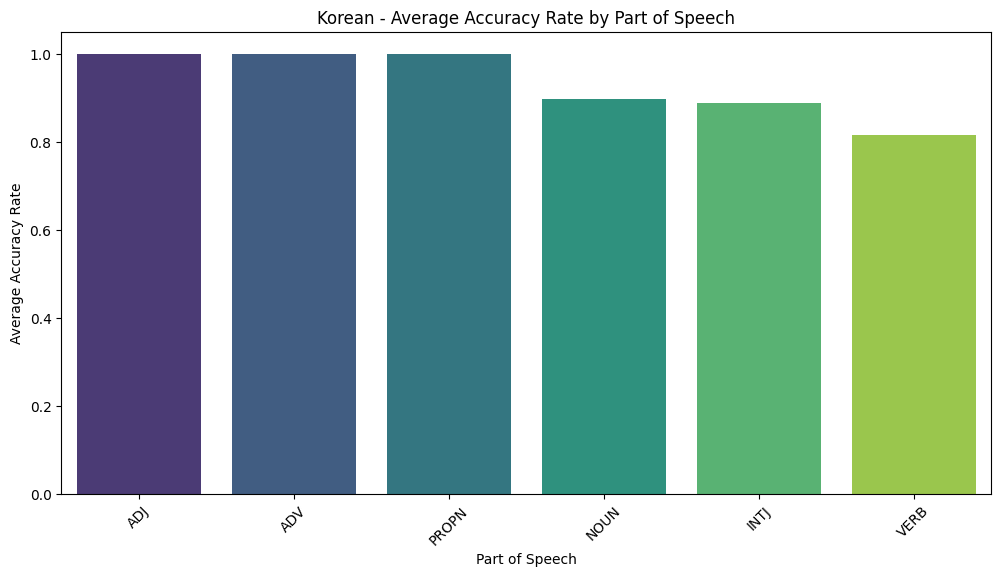 Korean - Average Accuracy Rate by Part of Speech
Average Accuracy Rate
1.0
0.8
0.6
0.4
0.2
0.0
ADJ
ADV
PROPN
NOUN
INTJ
VERB
Part of Speech